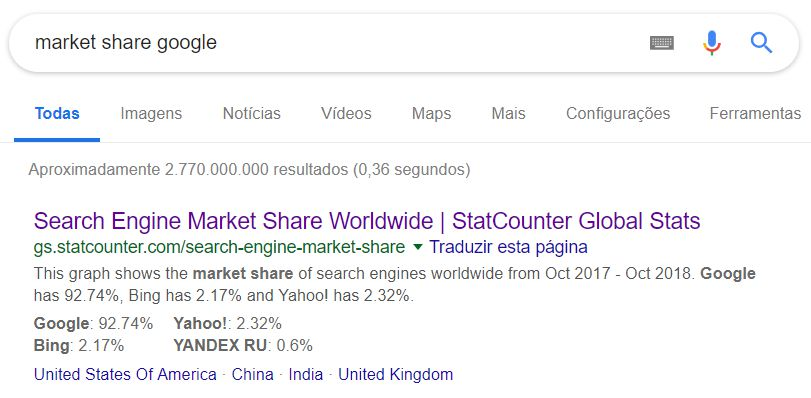 market share google
Todas Imagens Notícias Vídeos Maps Mais Configurações Ferramentas
Aproximadamente 2.770.000.000 resultados (0,36 segundos)
Search Engine Market Share Worldwide | StatCounter Global Stats
gs.statcounter.com/search-engine-market-share ▾ Traduzir esta página
This graph shows the market share of search engines worldwide from Oct 2017 - Oct 2018. Google
has 92.74%, Bing has 2.17% and Yahoo! has 2.32%.
Google: 92.74% Yahoo!: 2.32%
Bing: 2.17% YANDEX RU: 0.6%
United States Of America · China · India · United Kingdom